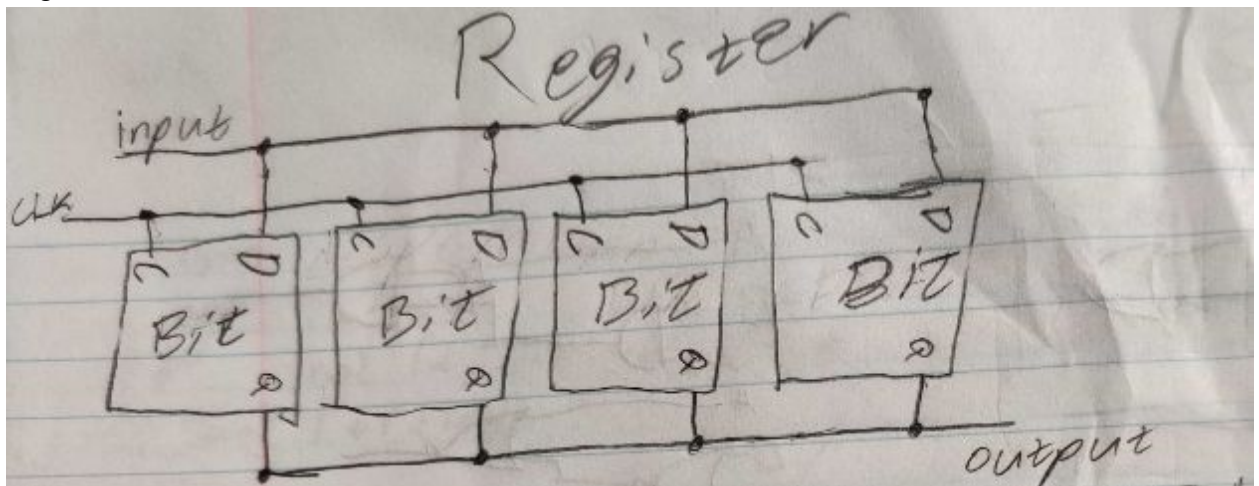 Register
input
CLK
C D C D C D C D
Bit Bit Bit Bit
Q Q Q Q
output